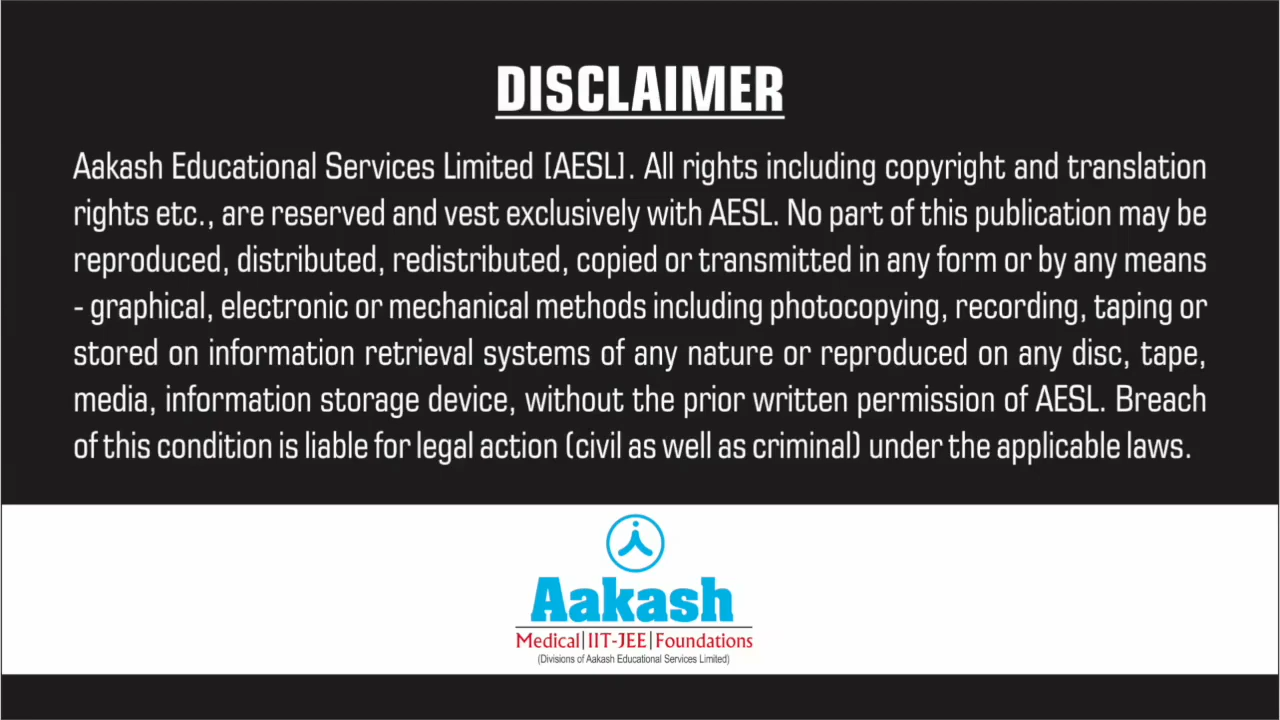 DISCLAIMER
Aakash Educational Services Limited [AESL]. All rights including copyright and translation
rights etc., are reserved and vest exclusively with AESL. No part of this publication may be
reproduced, distributed, redistributed, copied or transmitted in any form or by any means
- graphical, electronic or mechanical methods including photocopying, recording, taping or
stored on information retrieval systems of any nature or reproduced on any disc, tape,
media, information storage device, without the prior written permission of AESL. Breach
of this condition is liable for legal action (civil as well as criminal) under the applicable laws.
Aakash
Medical|IIT-JEE|Foundations
(Divisions of Aakash Educational Services Limited)